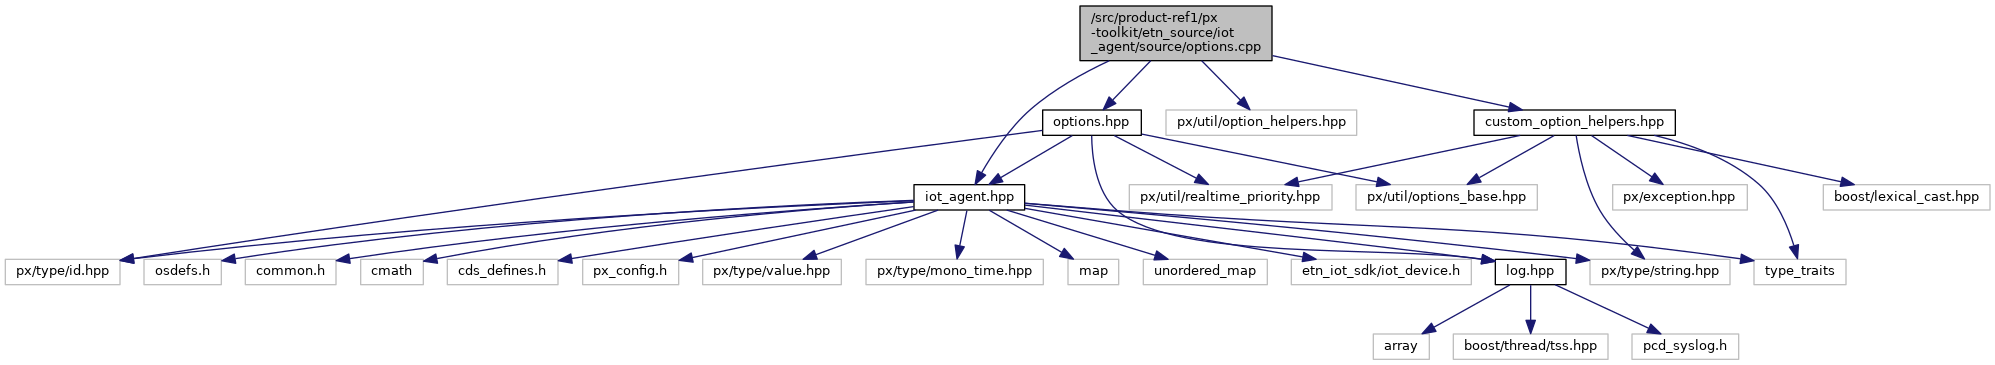 /src/product-ref1/px
-toolkit/etn_source/iot
_agent/source/options.cpp
options.hpp
px/util/option_helpers.hpp
custom_option_helpers.hpp
iot_agent.hpp
px/util/realtime_priority.hpp
px/util/options_base.hpp
px/exception.hpp
boost/lexical_cast.hpp
px/type/id.hpp
osdefs.h
common.h
cmath
cds_defines.h
px_config.h
px/type/value.hpp
px/type/mono_time.hpp
map
unordered_map
etn_iot_sdk/iot_device.h
log.hpp
px/type/string.hpp
type_traits
array
boost/thread/tss.hpp
pcd_syslog.h